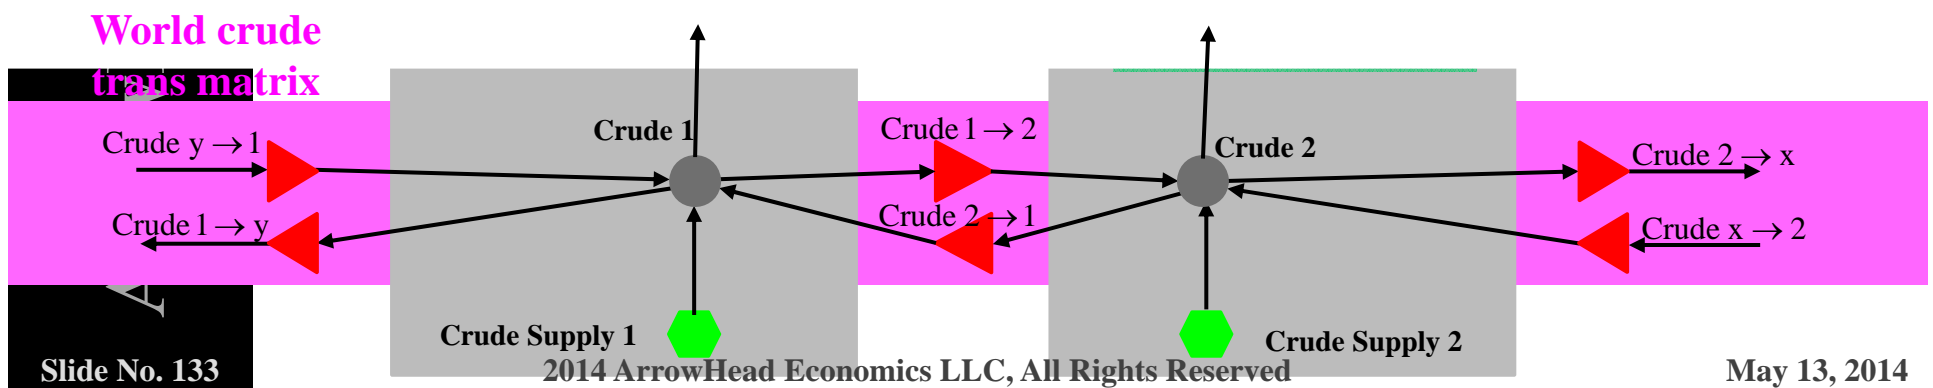 World crude
trans matrix
Crude y → 1
Crude 1
Crude 1 → 2
Crude 2
Crude 2 → x
Crude 1 → y
Crude 2 → 1
Crude x → 2
Crude Supply 1
Crude Supply 2
Slide No. 133
2014 ArrowHead Economics LLC, All Rights Reserved
May 13, 2014